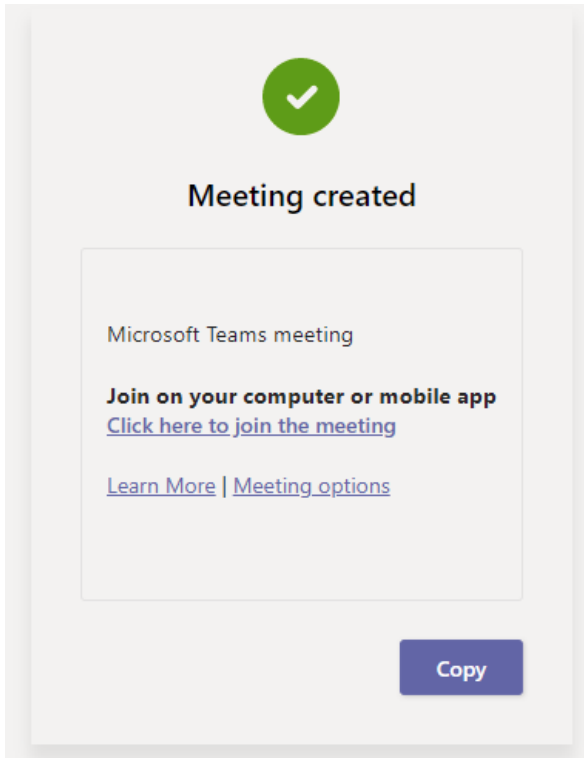 Meeting created
Microsoft Teams meeting
Join on your computer or mobile app
Click here to join the meeting
Learn More | Meeting options
Copy